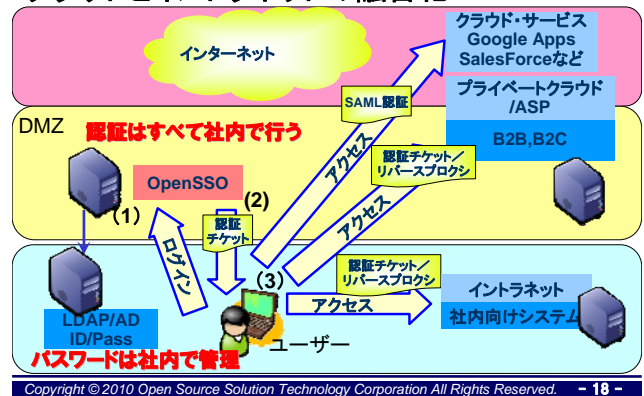 インターネット
クラウド・サービス
Google Apps
SalesForceなど
SAML認証
プライベートクラウド
/ASP
DMZ
認証はすべて社内で行う
B2B,B2C
アクセス
認証チケット/
リバースプロクシ
OpenSSO
(1)
(2)
認証
チケット
アクセス
ログイン
(3)
認証チケット/
リバースプロクシ
アクセス
イントラネット
社内向けシステム
LDAP/AD
ID/Pass
ユーザー
パスワードは社内で管理
Copyright © 2010 Open Source Solution Technology Corporation All Rights Reserved.
- 18 -